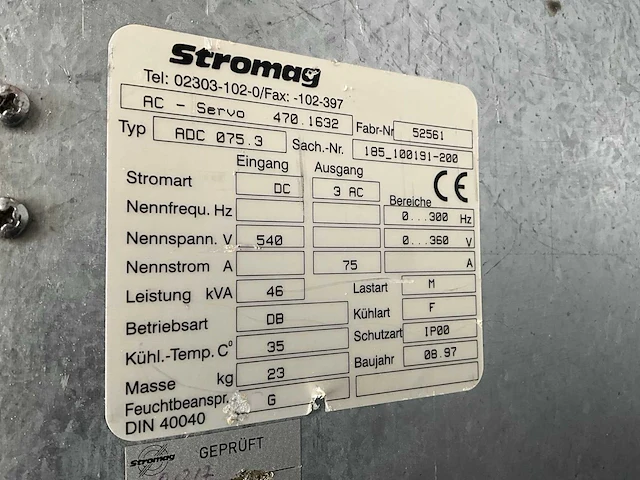 Stromag
Tel: 02303-102-0/Fax: -102-397
AC - Servo 470.1632 Fabr-Nr 52561
Typ ADC 075.3 Sach.-Nr. 185_100191-200
Eingang Ausgang
Stromart DC 3 AC Bereiche CE
Nennfrequ. Hz 0...300 Hz
Nennspann. V 540 0...360 V
Nennstrom A 75 A
Leistung kVA 46 Lastart M
Betriebsart DB Kühlart F
Kühl.-Temp. C° 35 Schutzart IP00
Masse kg 23 Baujahr 08.97
Feuchtbeanspr. G
DIN 40040
Stromag GEPRÜFT